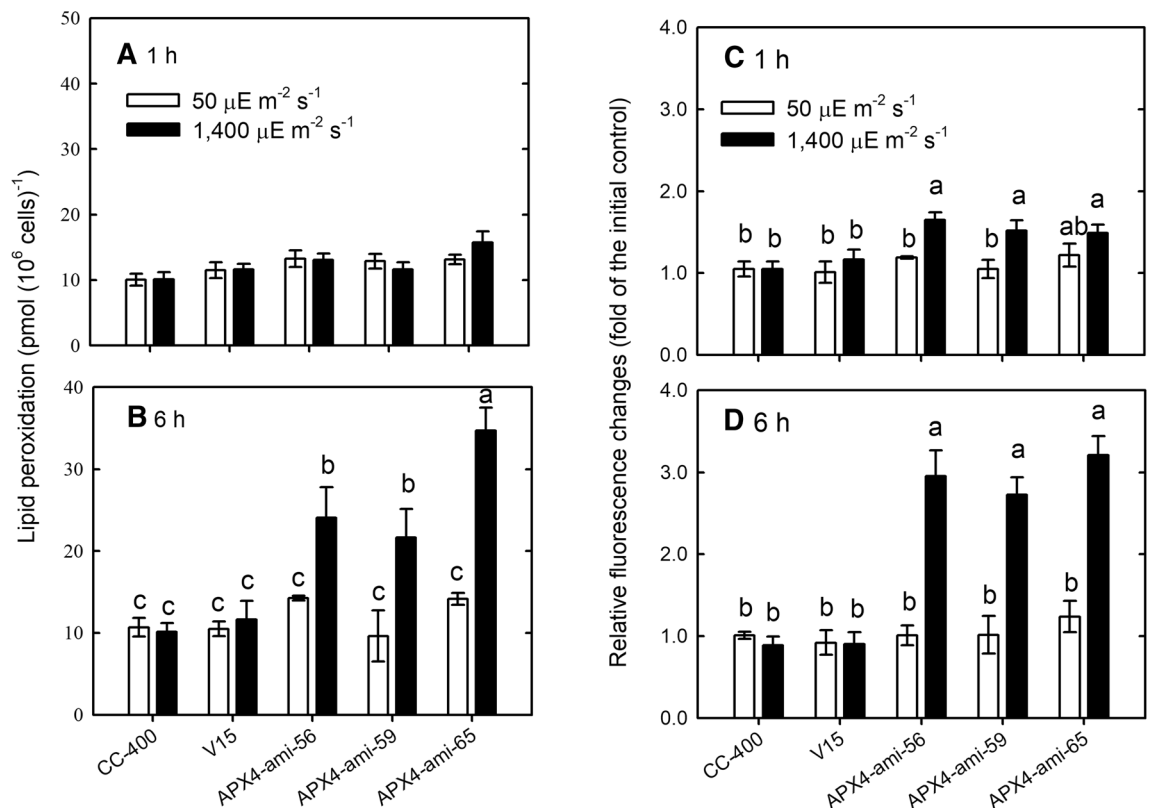 Lipid peroxidation (pmol (10⁶ cells)⁻¹)
50
40
30
20
10
0
A 1 h
50 μE m⁻² s⁻¹
1,400 μE m⁻² s⁻¹
40
30
20
10
0
B 6 h
c c c c c b c b c a
CC-400
V15
APX4-ami-56
APX4-ami-59
APX4-ami-65
Relative fluorescence changes (fold of the initial control)
4.0
3.0
2.0
1.0
0.0
C 1 h
50 μE m⁻² s⁻¹
1,400 μE m⁻² s⁻¹
b b b b b a b a ab a
4.0
3.0
2.0
1.0
0.0
D 6 h
b b b b b a b a b a
CC-400
V15
APX4-ami-56
APX4-ami-59
APX4-ami-65